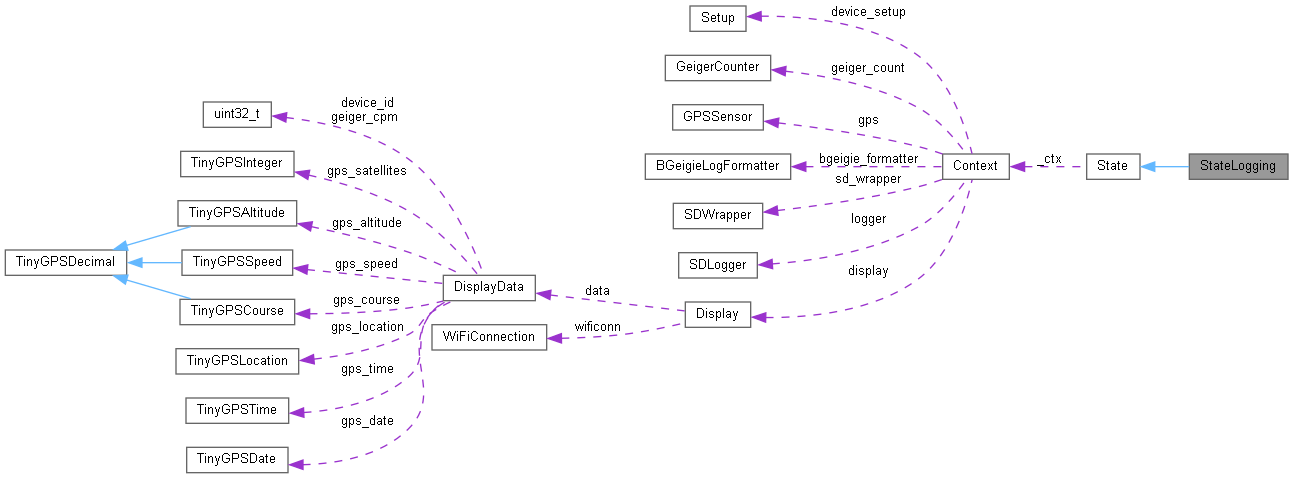 device_setup
Setup
GeigerCounter
geiger_count
device_id
geiger_cpm
uint32_t
GPSSensor
gps
TinyGPSInteger
gps_satellites
BGeigieLogFormatter
bgeigie_formatter
Context
_ctx
State
StateLogging
sd_wrapper
TinyGPSAltitude
gps_altitude
SDWrapper
logger
TinyGPSDecimal
TinyGPSSpeed
gps_speed
SDLogger
display
DisplayData
data
TinyGPSCourse
gps_course
Display
gps_location
WiFiConnection
wificonn
TinyGPSLocation
gps_time
TinyGPSTime
gps_date
TinyGPSDate